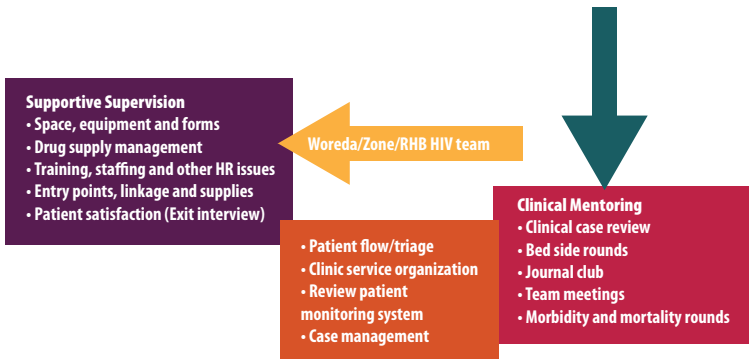 Supportive Supervision
• Space, equipment and forms
• Drug supply management
• Training, staffing and other HR issues
• Entry points, linkage and supplies
• Patient satisfaction (Exit interview)
Woreda/Zone/RHB HIV team
• Patient flow/triage
• Clinic service organization
• Review patient
monitoring system
• Case management
Clinical Mentoring
• Clinical case review
• Bed side rounds
• Journal club
• Team meetings
• Morbidity and mortality rounds